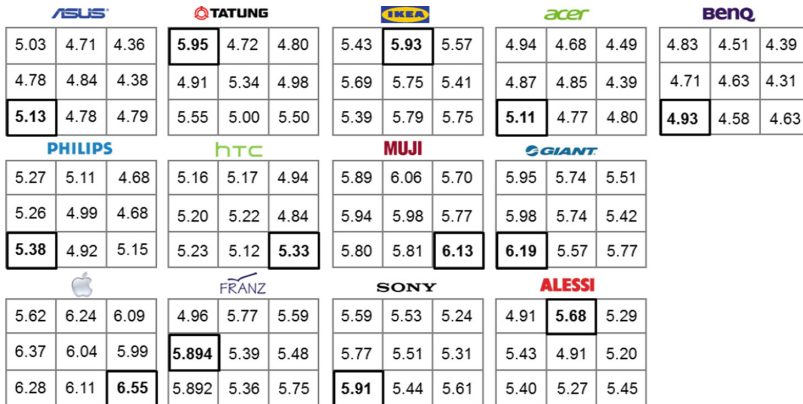 ASUS TATUNG IKEA acer BenQ
5.03 4.71 4.36 5.95 4.72 4.80 5.43 5.93 5.57 4.94 4.68 4.49 4.83 4.51 4.39
4.78 4.84 4.38 4.91 5.34 4.98 5.69 5.75 5.41 4.87 4.85 4.39 4.71 4.63 4.31
5.13 4.78 4.79 5.55 5.00 5.50 5.39 5.79 5.75 5.11 4.77 4.80 4.93 4.58 4.63
PHILIPS hTC MUJI GIANT
5.27 5.11 4.68 5.16 5.17 4.94 5.89 6.06 5.70 5.95 5.74 5.51
5.26 4.99 4.68 5.20 5.22 4.84 5.94 5.98 5.77 5.98 5.74 5.42
5.38 4.92 5.15 5.23 5.12 5.33 5.80 5.81 6.13 6.19 5.57 5.77
FRANZ SONY ALESSI
5.62 6.24 6.09 4.96 5.77 5.59 5.59 5.53 5.24 4.91 5.68 5.29
6.37 6.04 5.99 5.894 5.39 5.48 5.77 5.51 5.31 5.43 4.91 5.20
6.28 6.11 6.55 5.892 5.36 5.75 5.91 5.44 5.61 5.40 5.27 5.45